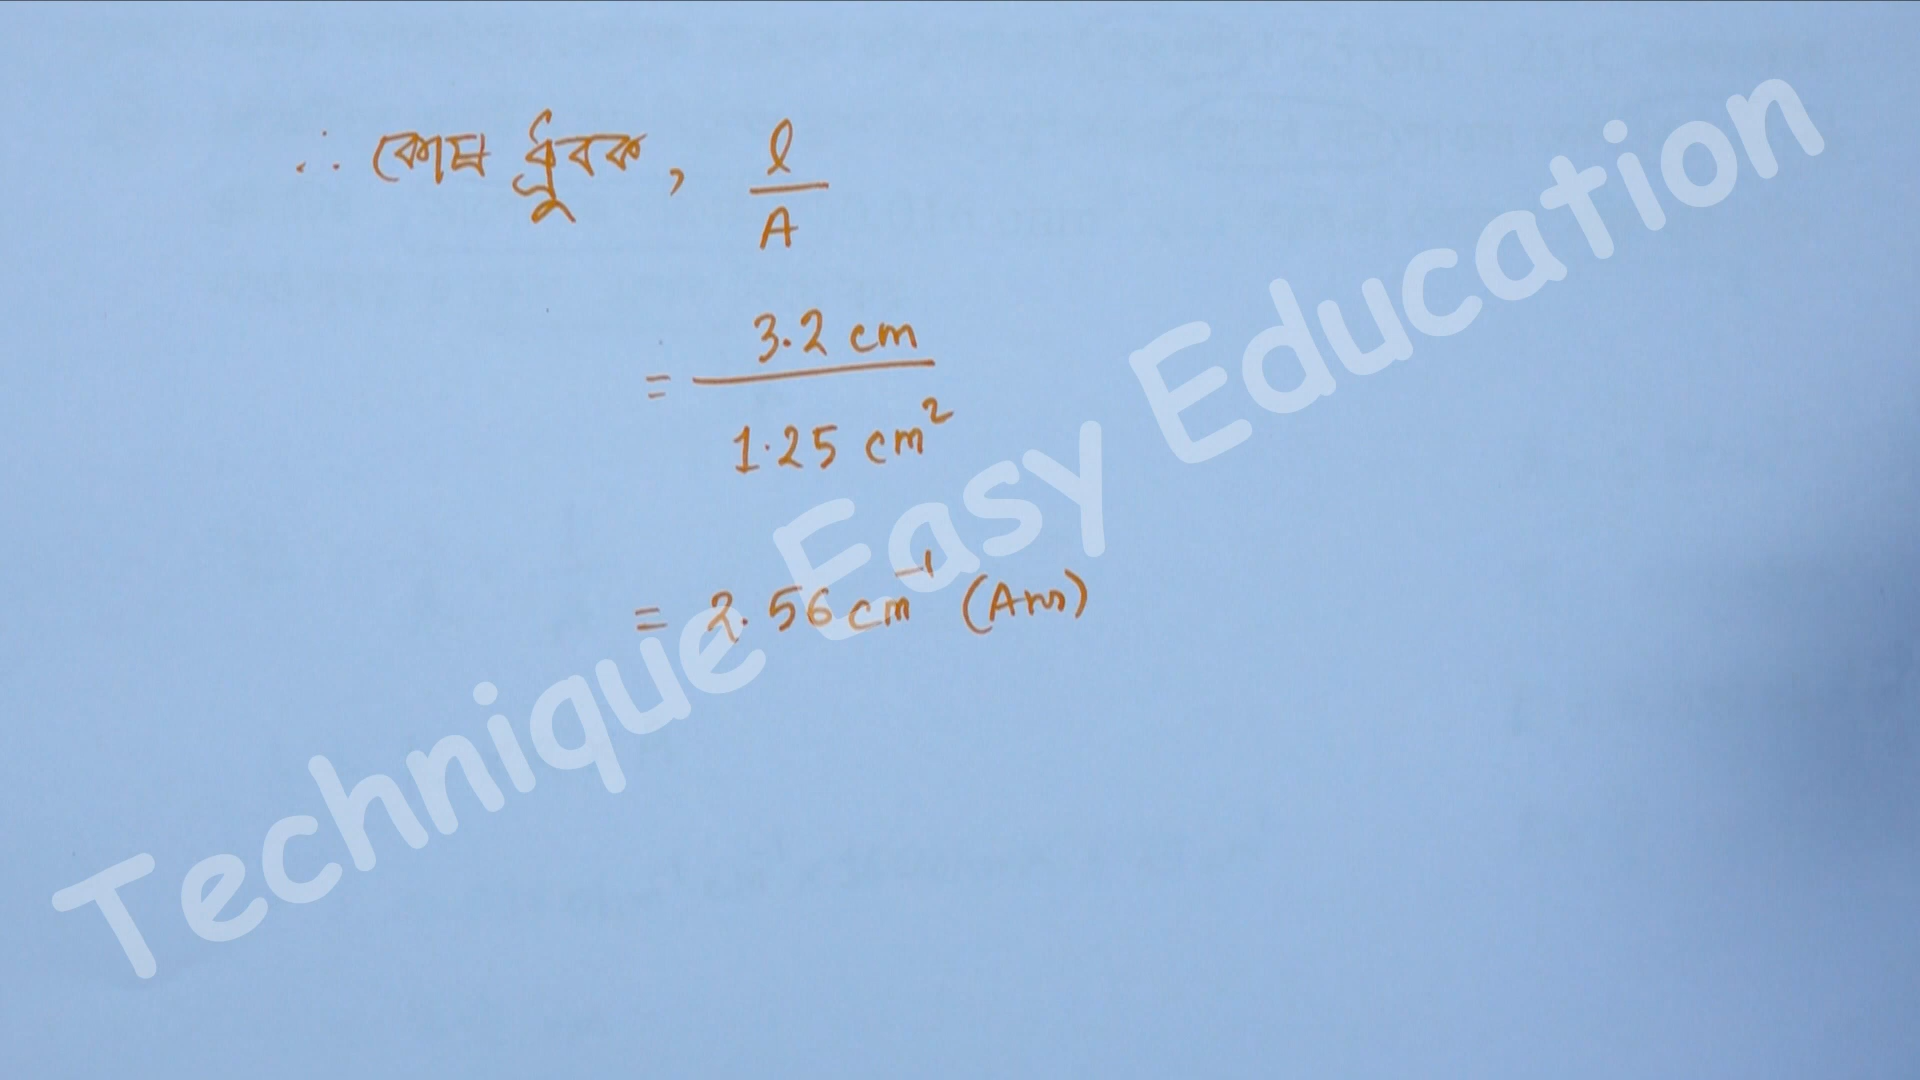 ∴ কোষ ধ্রুবক, l/A
= 3.2 cm / 1.25 cm²
= 2.56 cm⁻¹ (Ans)
Technique Easy Education